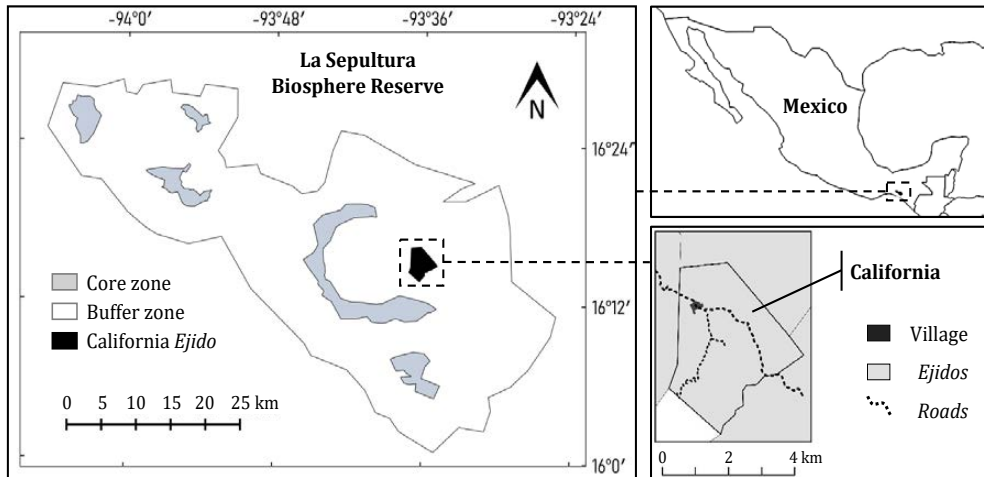 -94°0′ -93°48′ -93°36′ -93°24′
La Sepultura
Biosphere Reserve
N
16°24′
16°12′
16°0′
Core zone
Buffer zone
California Ejido
0 5 10 15 20 25 km
Mexico
California
Village
Ejidos
Roads
0 2 4 km